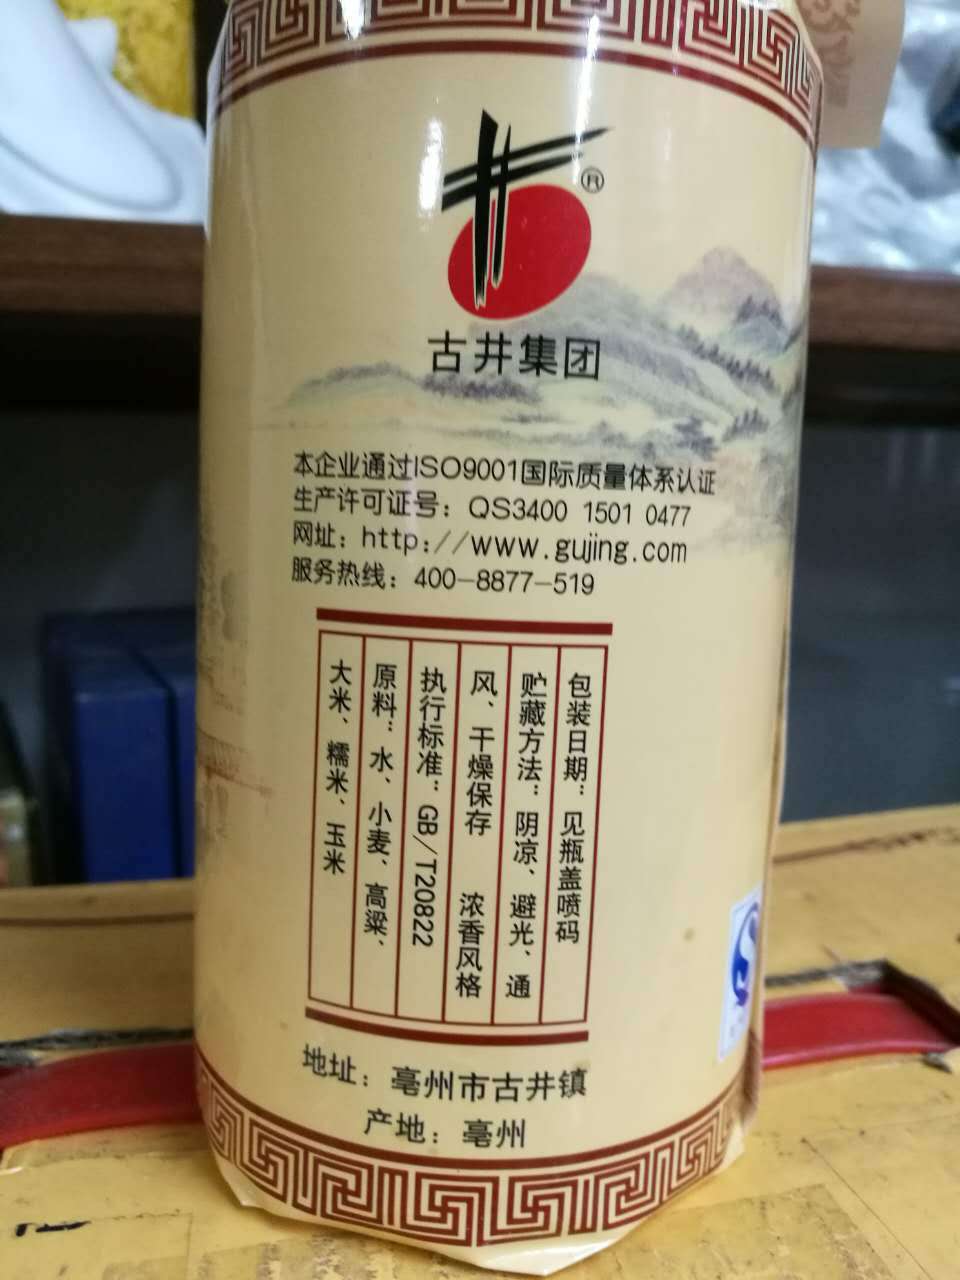 ®
古井集团
本企业通过ISO9001国际质量体系认证
生产许可证号：QS3400 1501 0477
网址：http://www.gujing.com
服务热线：400-8877-519
包装日期：见瓶盖喷码
贮藏方法：阴凉、避光、通
风、干燥保存 浓香风格
执行标准：GB/T20822
原料：水、小麦、高粱、
大米、糯米、玉米
地址：亳州市古井镇
产地：亳州